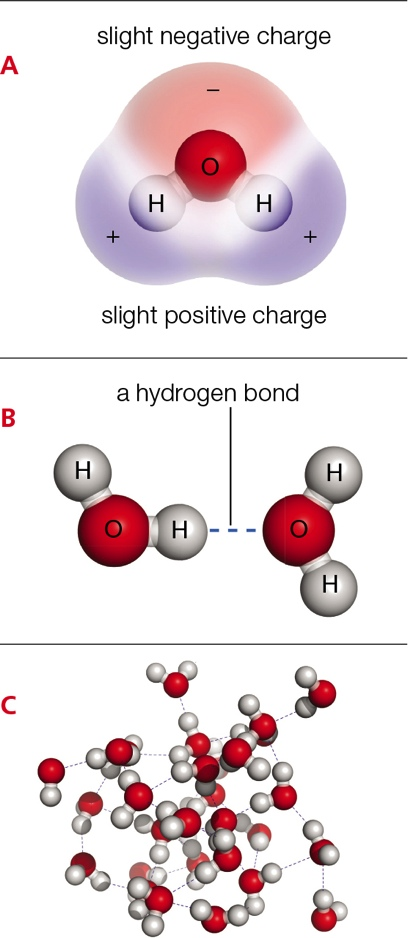 slight negative charge
A
−
O
H H
+ +
slight positive charge
a hydrogen bond
B
H H
O H O
H
C